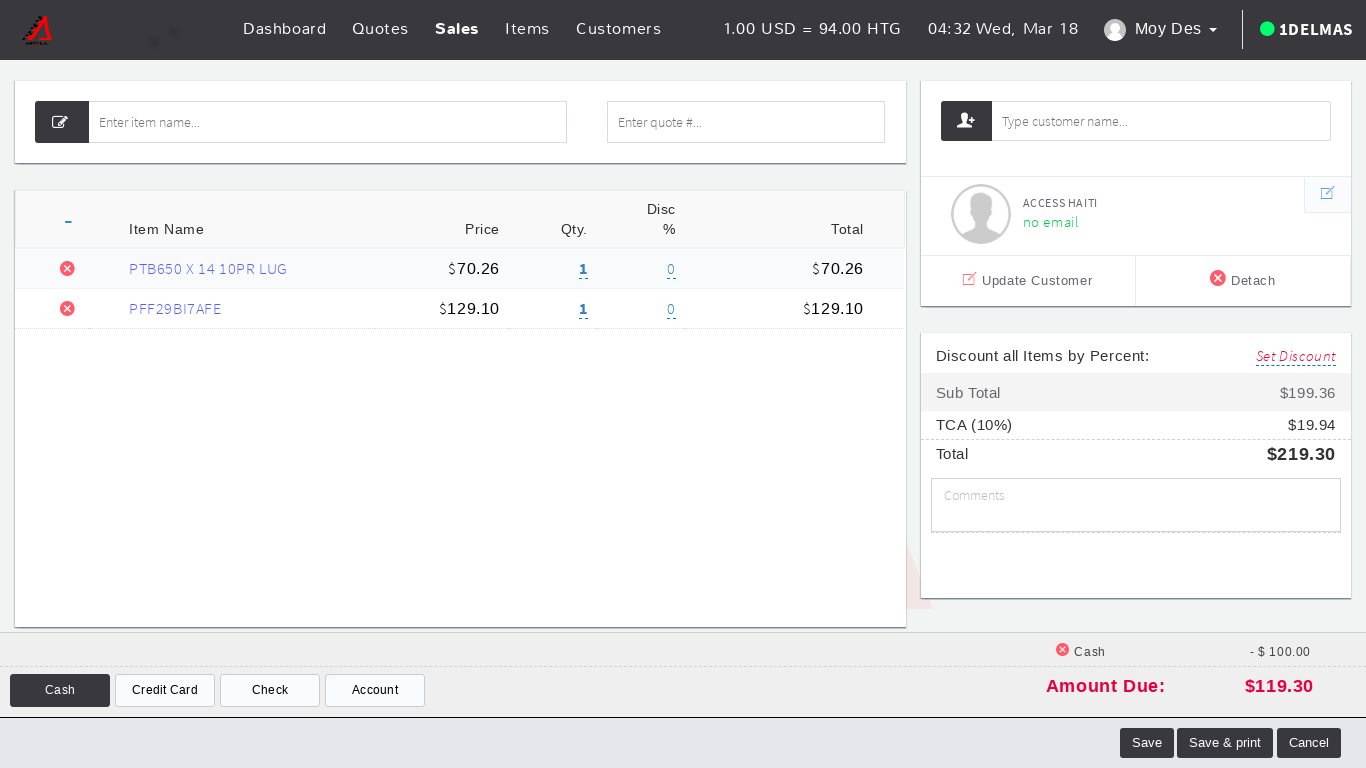 Dashboard Quotes Sales Items Customers 1.00 USD = 94.00 HTG 04:32 Wed, Mar 18 Moy Des 1DELMAS
Enter item name... Enter quote #...
Type customer name...
ACCESS HAITI
no email
Update Customer Detach
- Item Name Price Qty. Disc % Total
PTB650 X 14 10PR LUG $70.26 1 0 $70.26
PFF29BI7AFE $129.10 1 0 $129.10
Discount all Items by Percent: Set Discount
Sub Total $199.36
TCA (10%) $19.94
Total $219.30
Comments
Cash - $ 100.00
Cash Credit Card Check Account
Amount Due: $119.30
Save Save & print Cancel